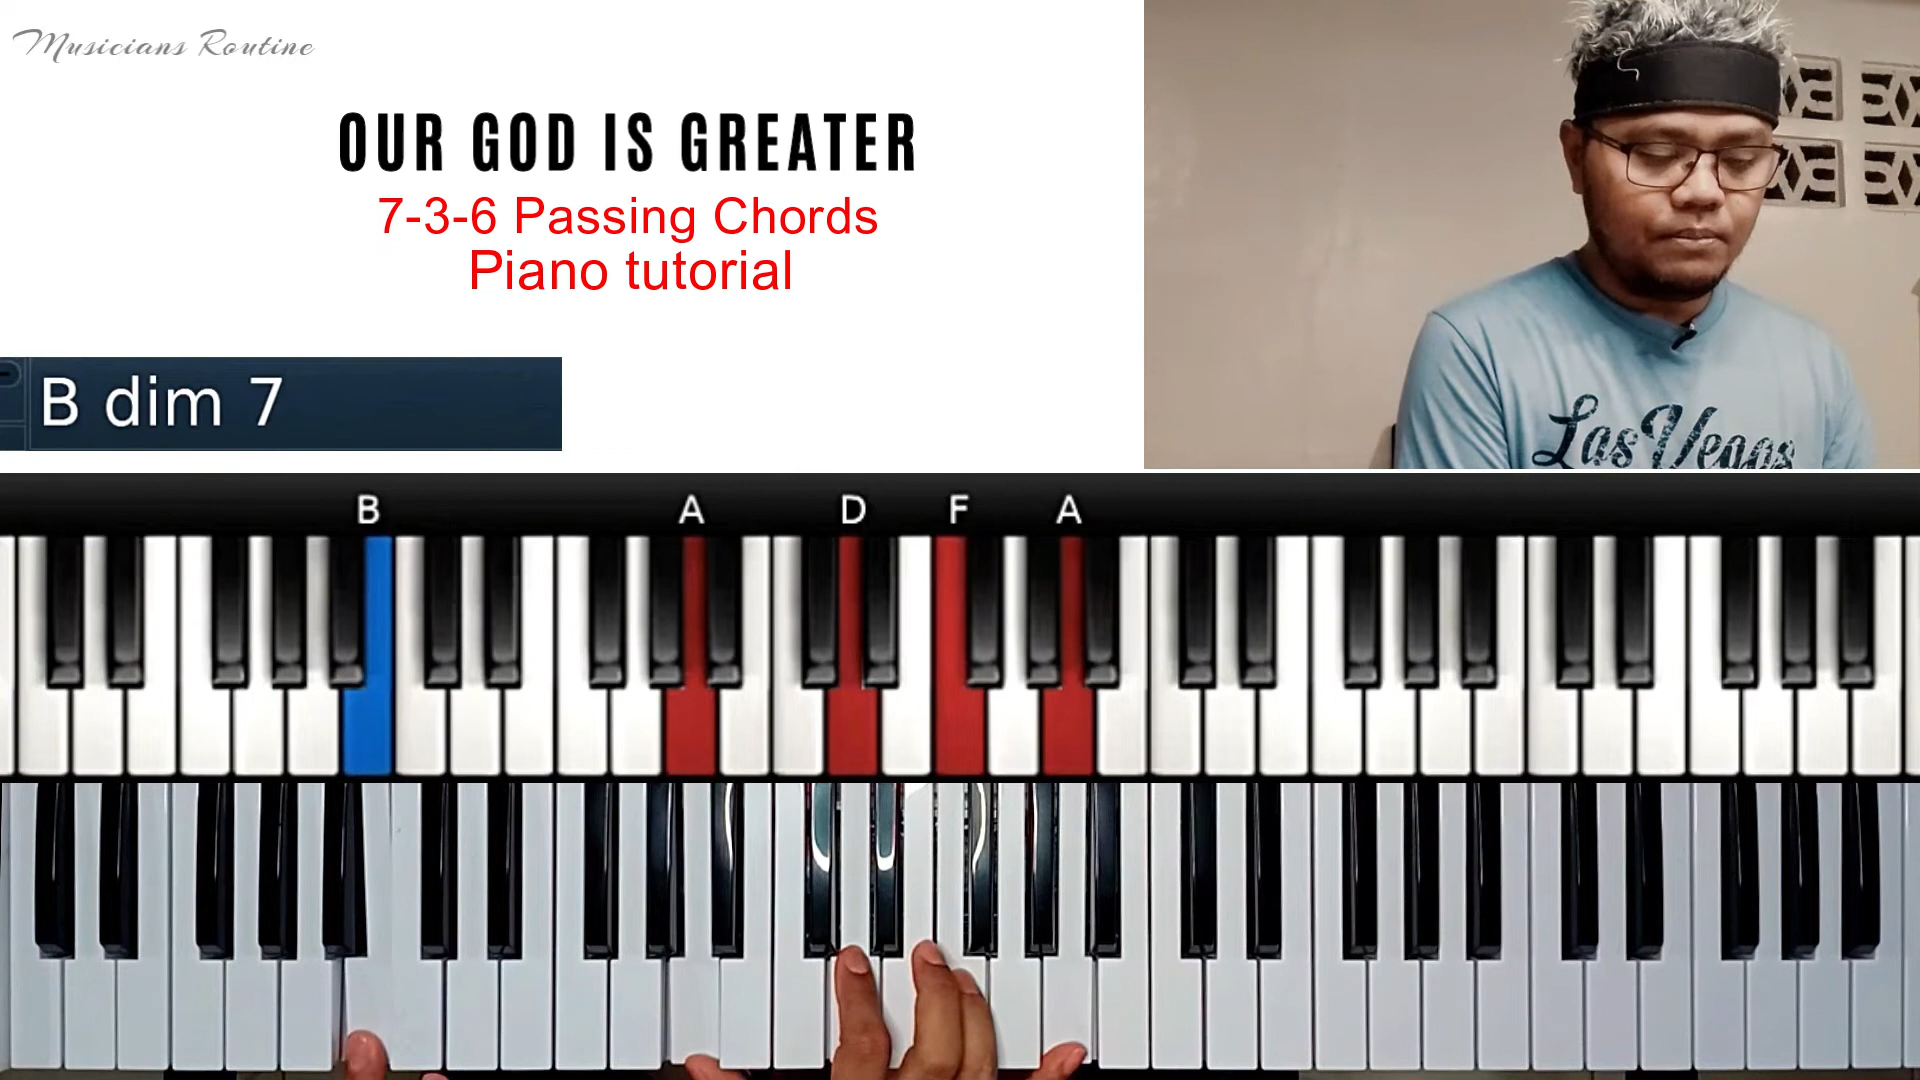 Musicians Routine
OUR GOD IS GREATER
7-3-6 Passing Chords
Piano tutorial
B dim 7
Las Vegas
B A D F A